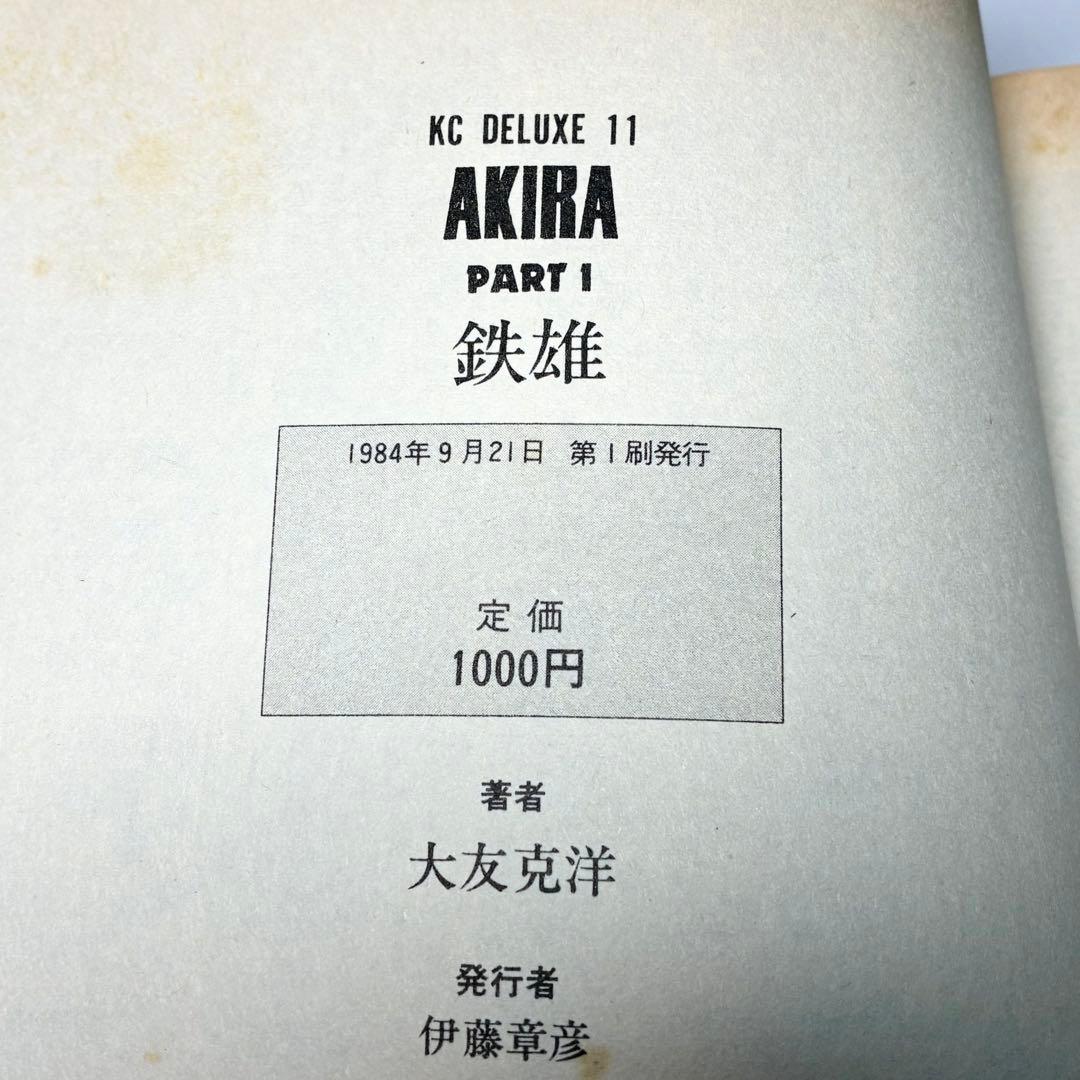 KC DELUXE 11
AKIRA
PART 1
鉄雄
1984年9月21日 第1刷発行
定価
1000円
著者
大友克洋
発行者
伊藤章彦